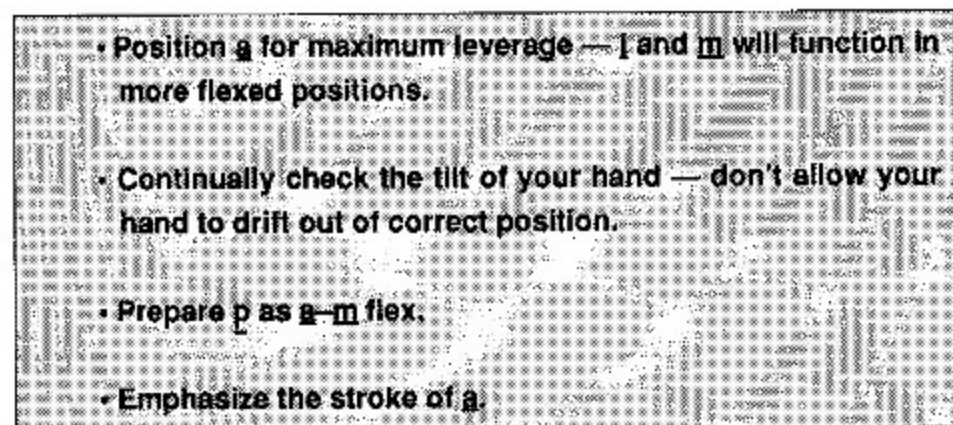 · Position a for maximum leverage — i and m will function in
more flexed positions.
· Continually check the tilt of your hand — don't allow your
hand to drift out of correct position.
· Prepare p as a–m flex.
· Emphasize the stroke of a.